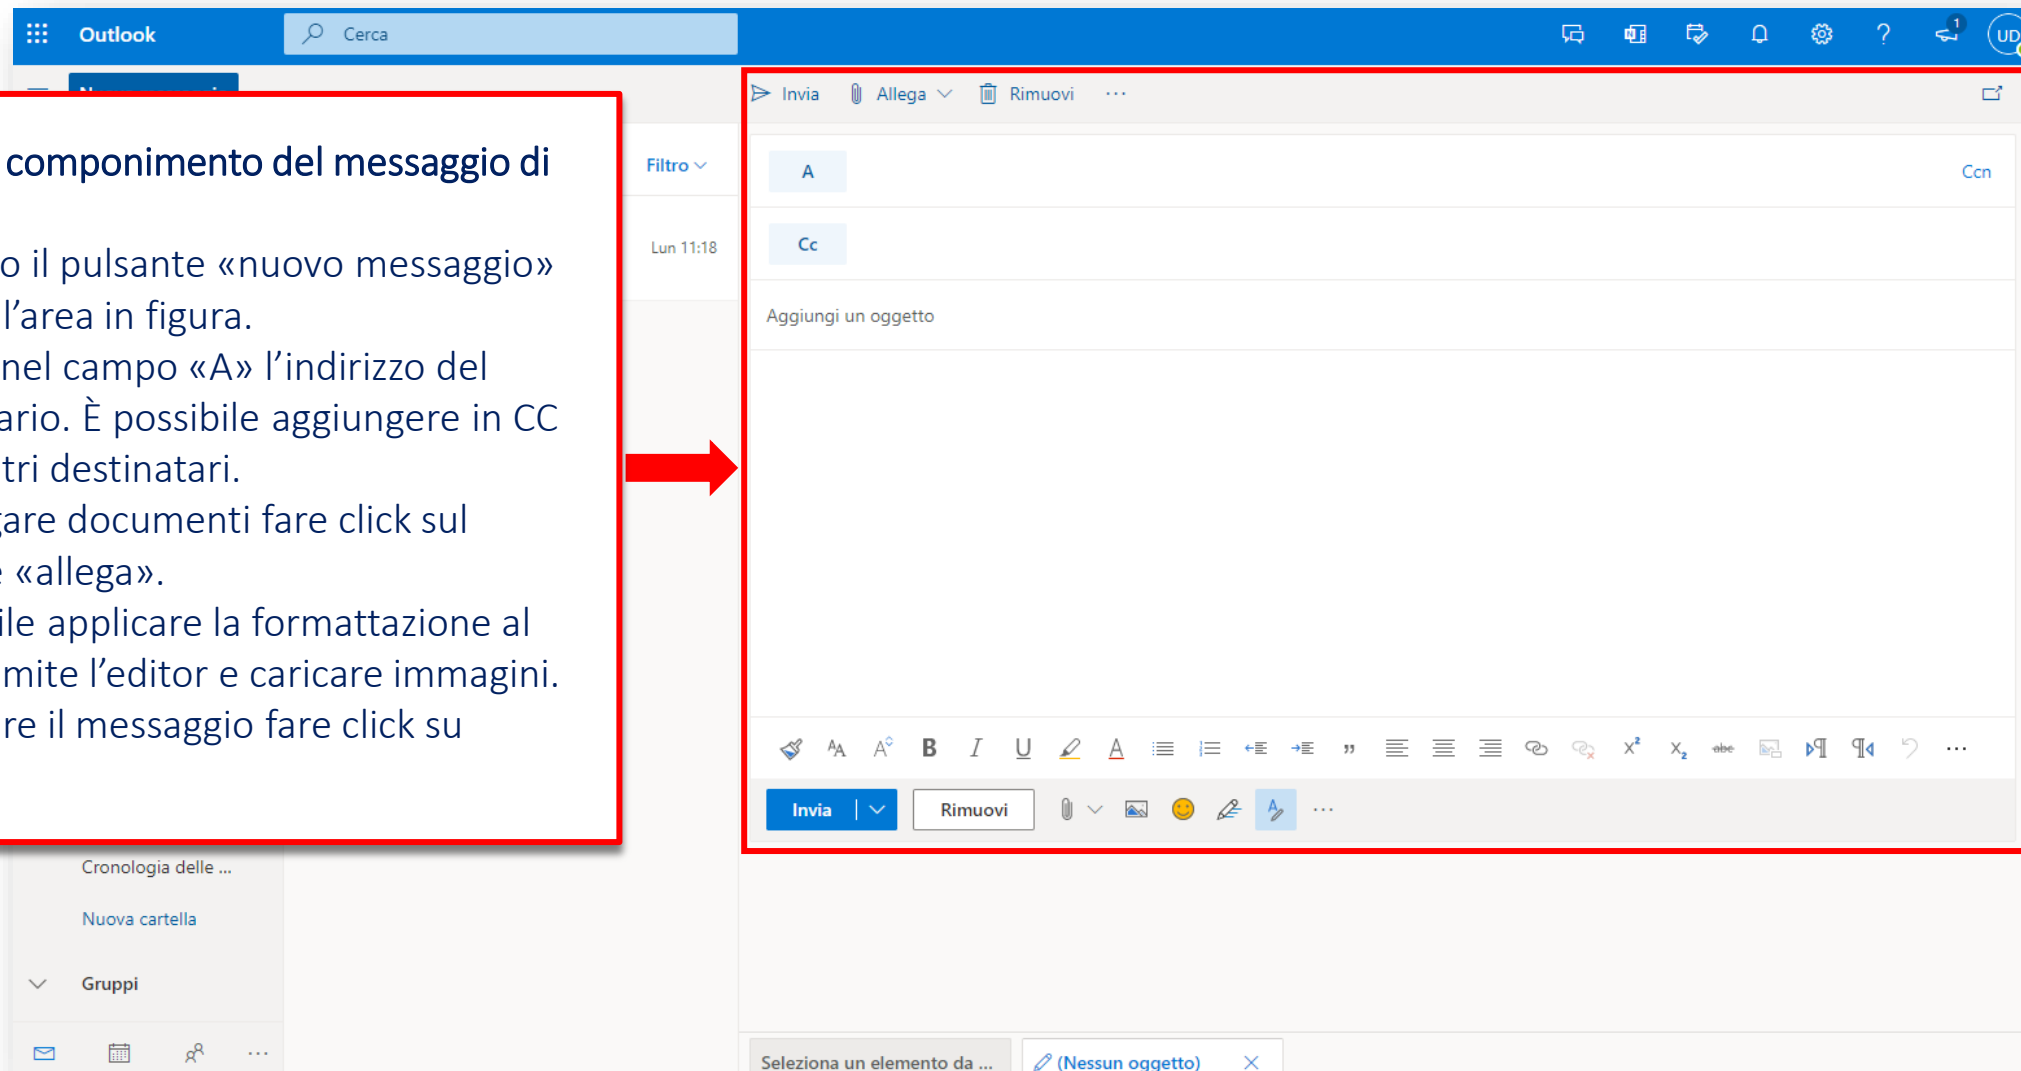 Outlook
Cerca
1
UD
Invia Allega Rimuovi ...
componimento del messaggio di
o il pulsante «nuovo messaggio»
l’area in figura.
nel campo «A» l’indirizzo del
ario. È possibile aggiungere in CC
tri destinatari.
gare documenti fare click sul
e «allega».
ile applicare la formattazione al
mite l’editor e caricare immagini.
re il messaggio fare click su
Filtro
Lun 11:18
A
Ccn
Cc
Aggiungi un oggetto
Invia
Rimuovi
Cronologia delle ...
Nuova cartella
Gruppi
Seleziona un elemento da ...
(Nessun oggetto)